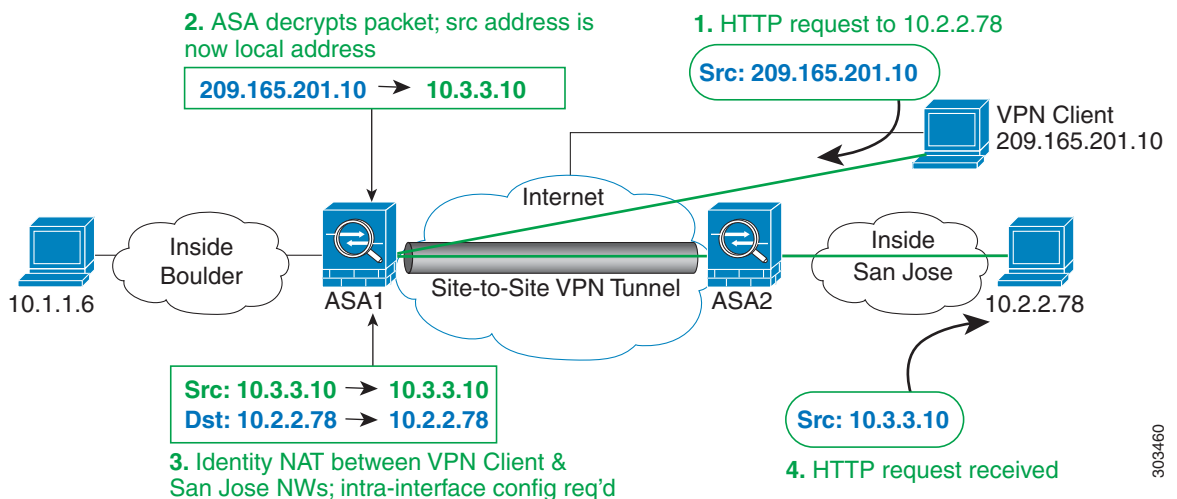 2. ASA decrypts packet; src address is
now local address
209.165.201.10 → 10.3.3.10
1. HTTP request to 10.2.2.78
Src: 209.165.201.10
VPN Client
209.165.201.10
Internet
Inside
Boulder
10.1.1.6
ASA1
Site-to-Site VPN Tunnel
ASA2
Inside
San Jose
10.2.2.78
Src: 10.3.3.10 → 10.3.3.10
Dst: 10.2.2.78 → 10.2.2.78
3. Identity NAT between VPN Client &
San Jose NWs; intra-interface config req'd
Src: 10.3.3.10
4. HTTP request received
303460